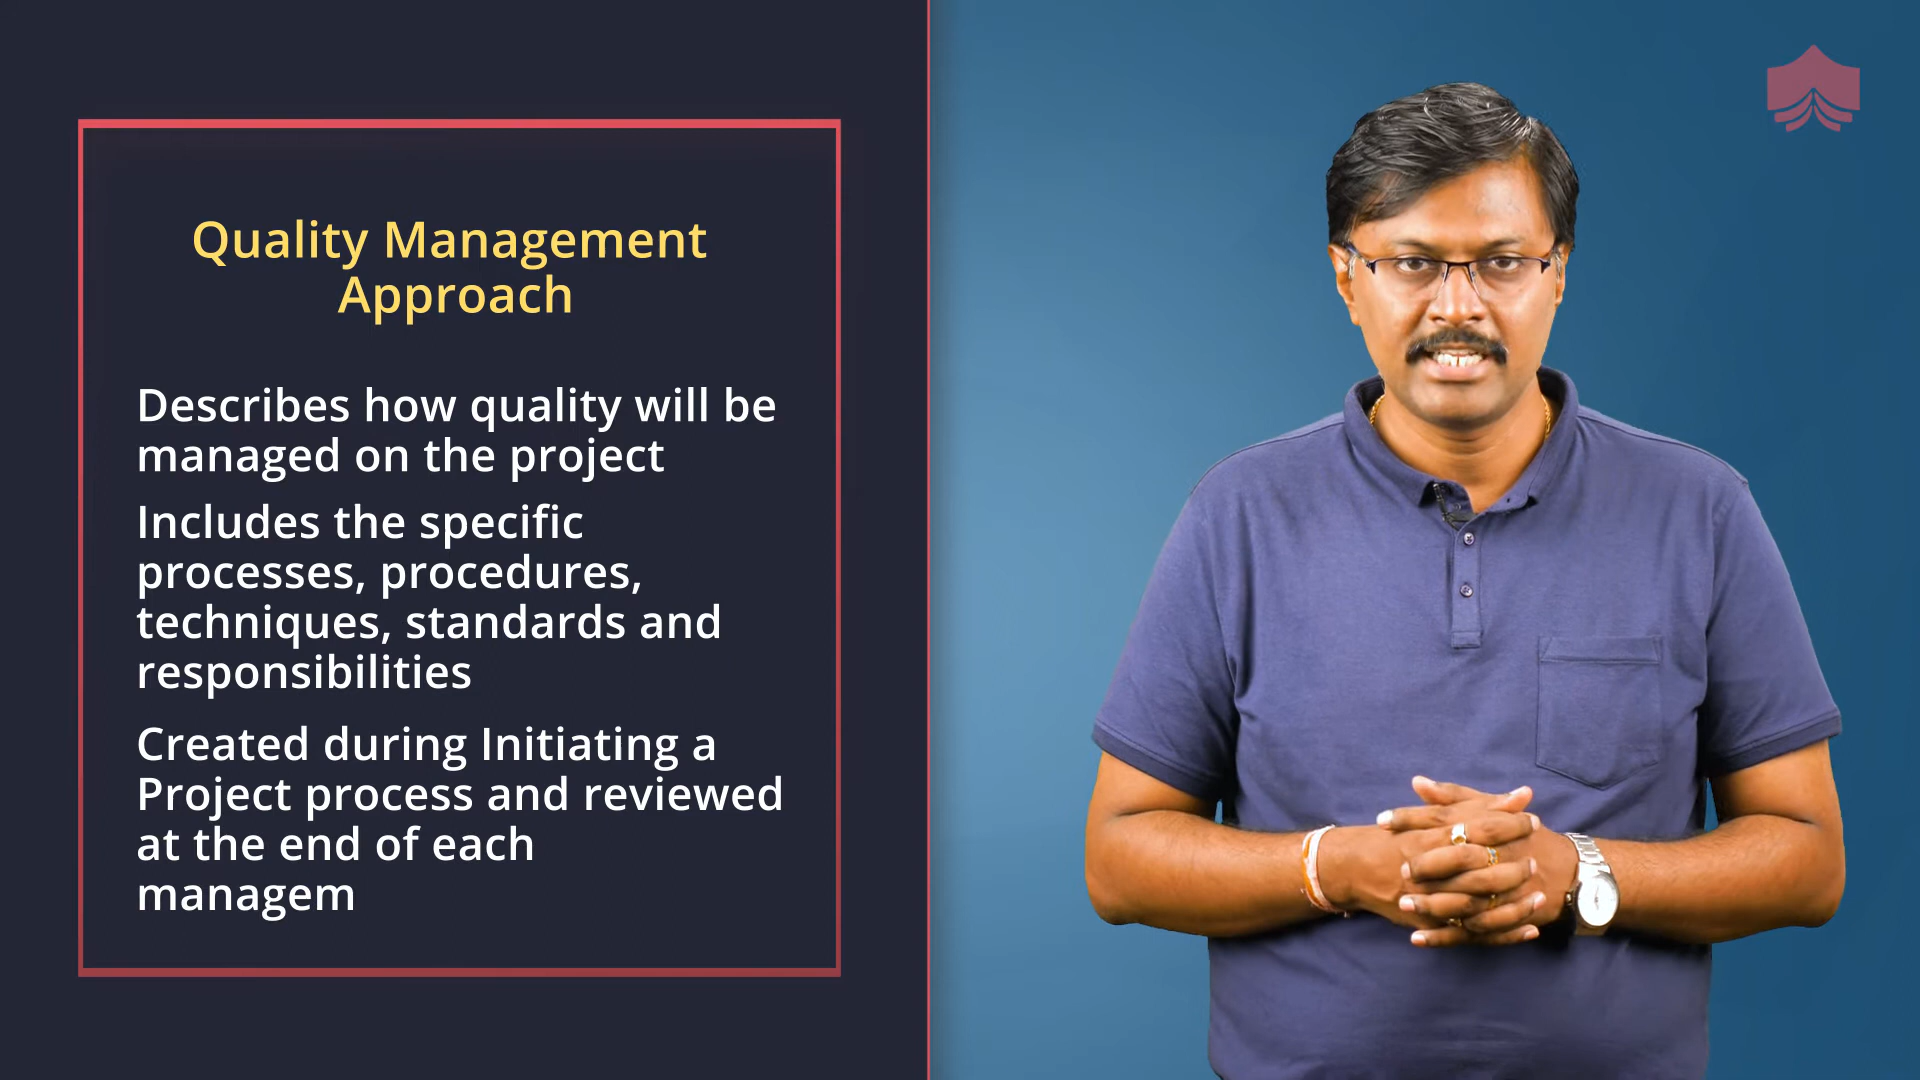 Quality Management
Approach
Describes how quality will be
managed on the project
Includes the specific
processes, procedures,
techniques, standards and
responsibilities
Created during Initiating a
Project process and reviewed
at the end of each
managem